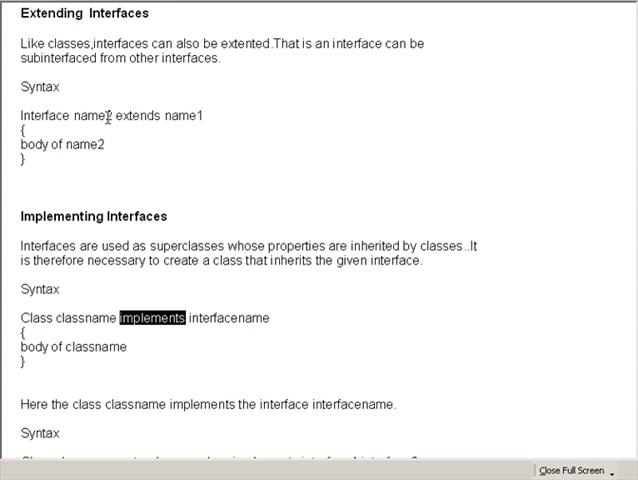 Extending Interfaces
Like classes,interfaces can also be extented.That is an interface can be
subinterfaced from other interfaces.
Syntax
Interface name2 extends name1
{
body of name2
}
Implementing Interfaces
Interfaces are used as superclasses whose properties are inherited by classes..It
is therefore necessary to create a class that inherits the given interface.
Syntax
Class classname implements interfacename
{
body of classname
}
Here the class classname implements the interface interfacename.
Syntax
Close Full Screen